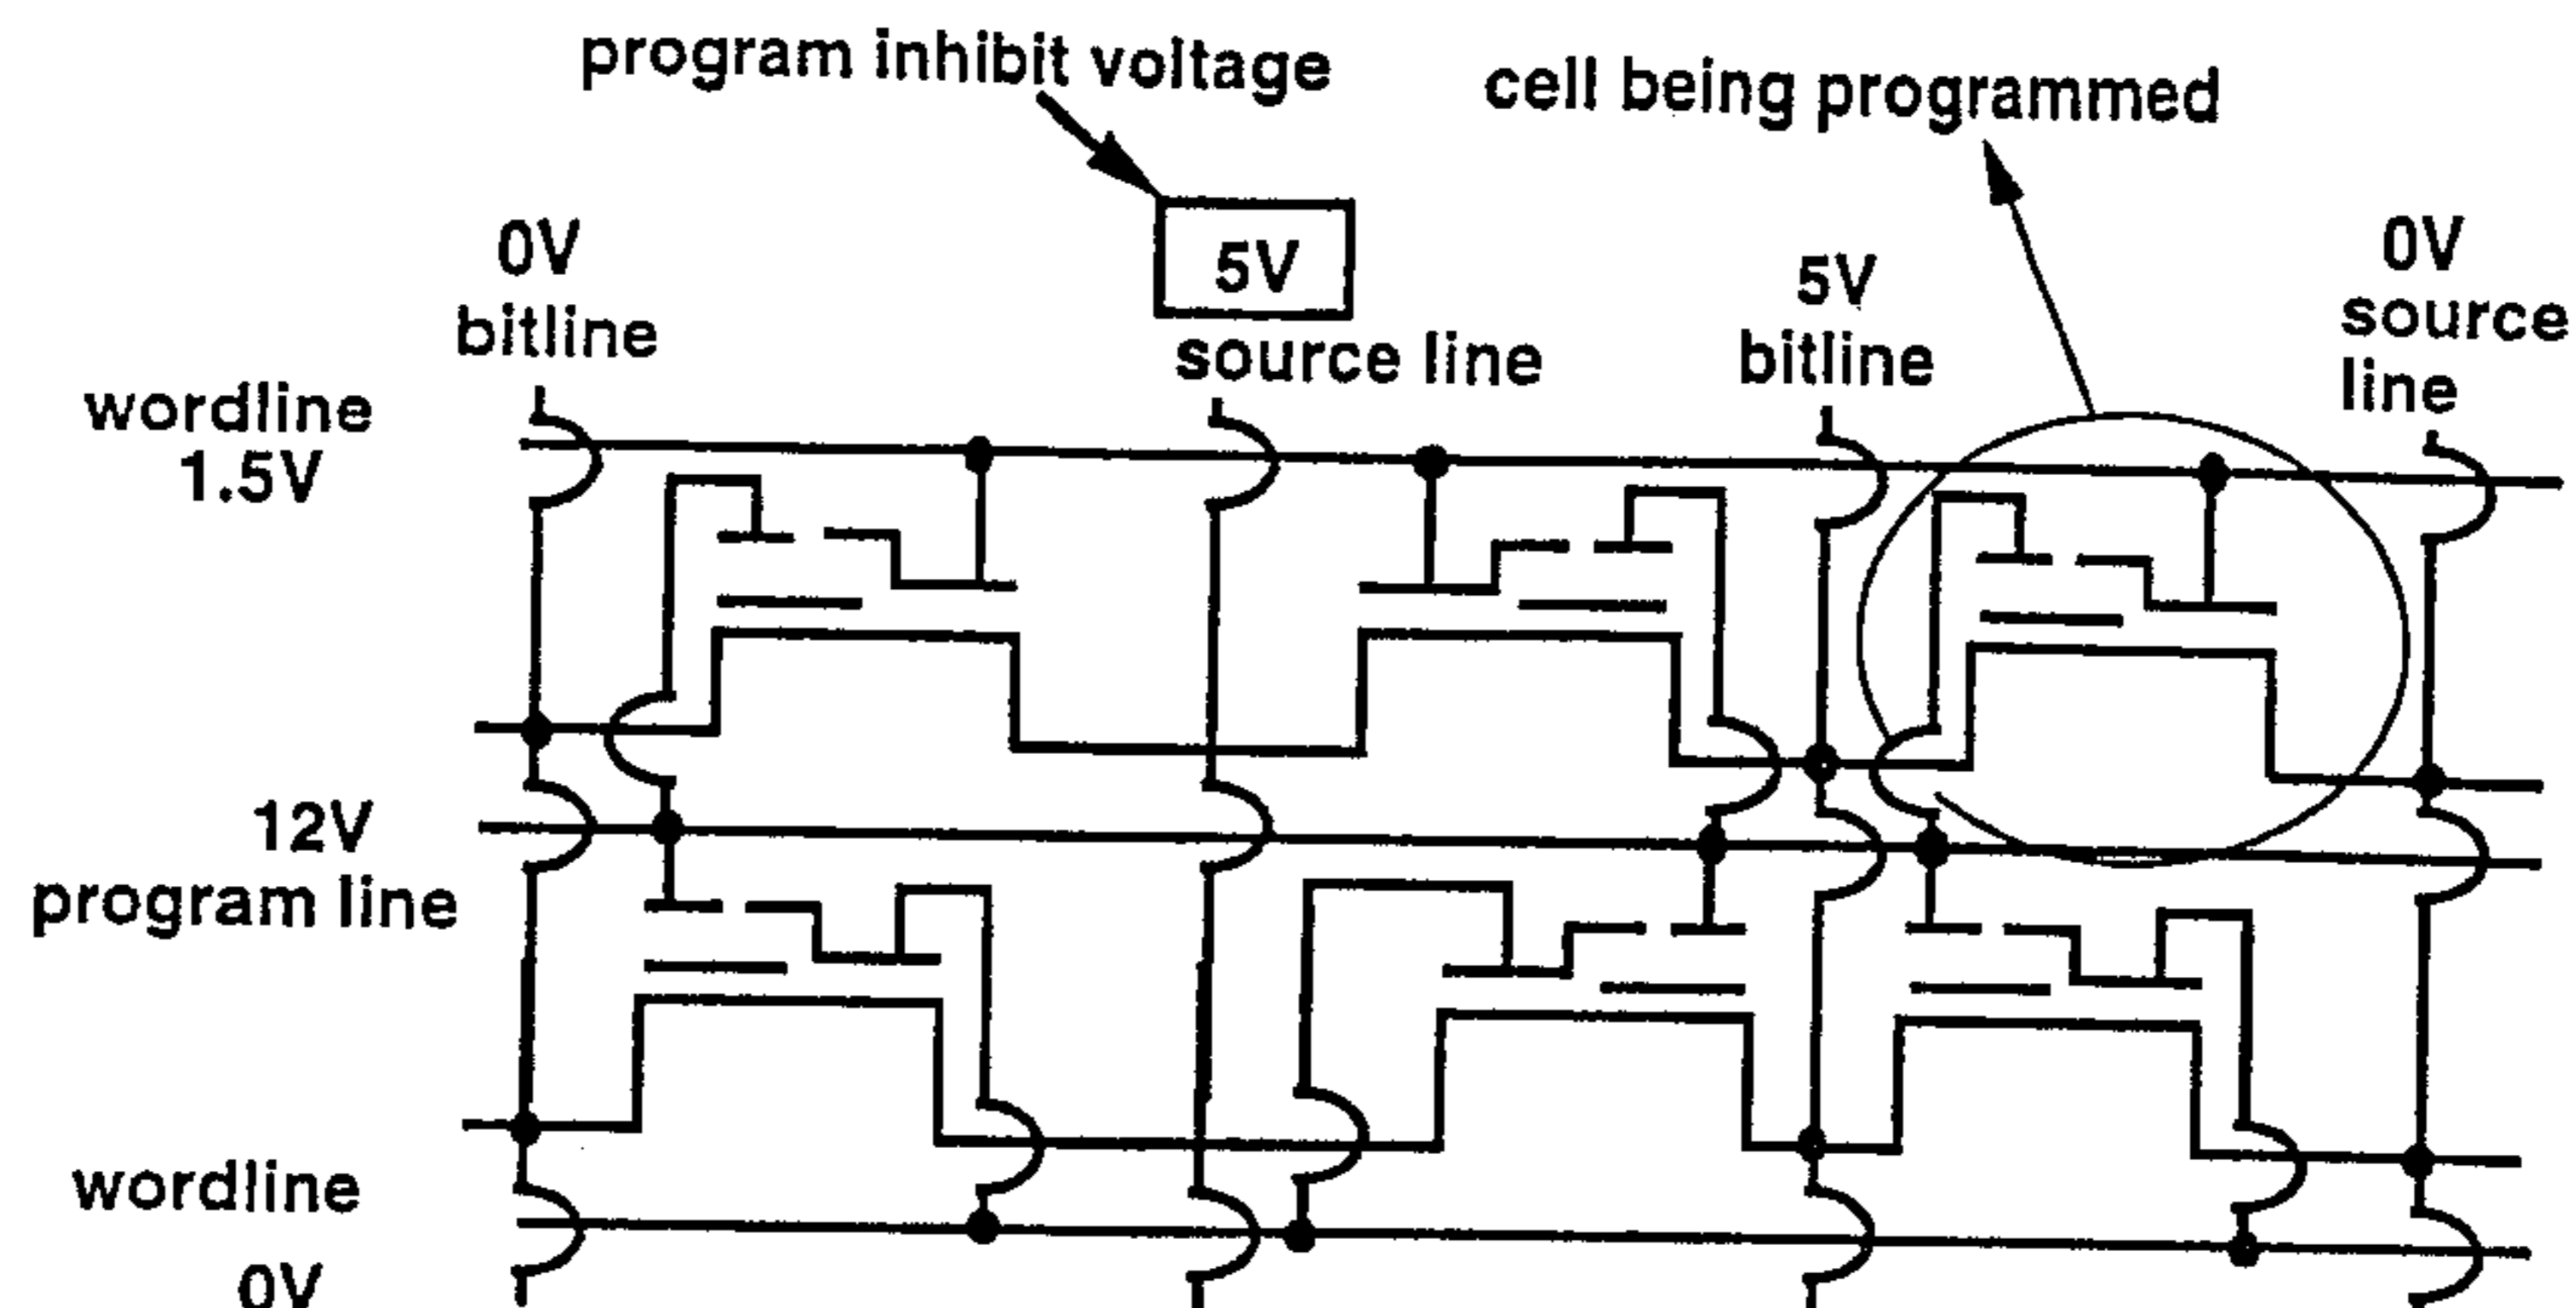 program inhibit voltage
cell being programmed
0V
bitline
5V
source line
5V
bitline
0V
source
line
wordline
1.5V
12V
program line
wordline
0V